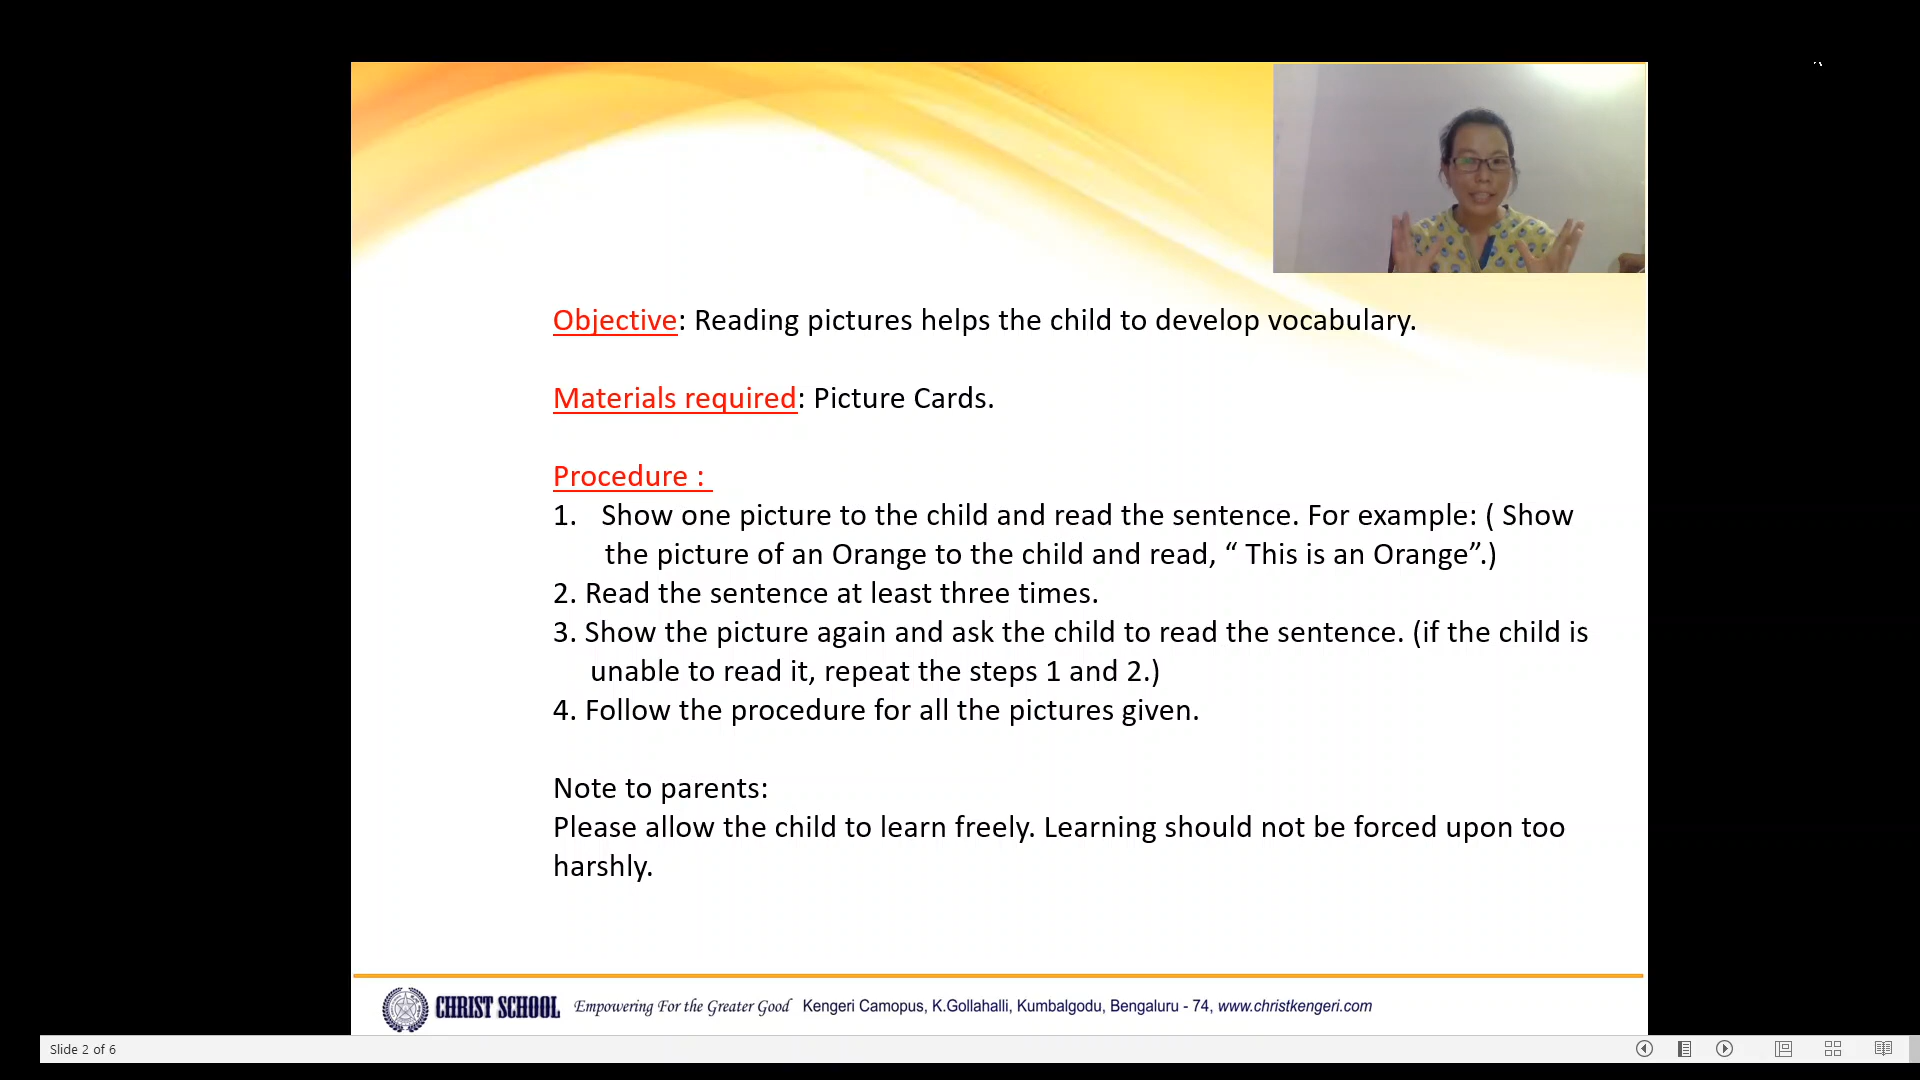 Objective: Reading pictures helps the child to develop vocabulary.
Materials required: Picture Cards.
Procedure :
1. Show one picture to the child and read the sentence. For example: ( Show
the picture of an Orange to the child and read, “ This is an Orange”.)
2. Read the sentence at least three times.
3. Show the picture again and ask the child to read the sentence. (if the child is
unable to read it, repeat the steps 1 and 2.)
4. Follow the procedure for all the pictures given.
Note to parents:
Please allow the child to learn freely. Learning should not be forced upon too
harshly.
CHRIST SCHOOL Empowering For the Greater Good Kengeri Camopus, K.Gollahalli, Kumbalgodu, Bengaluru - 74, www.christkengeri.com
Slide 2 of 6